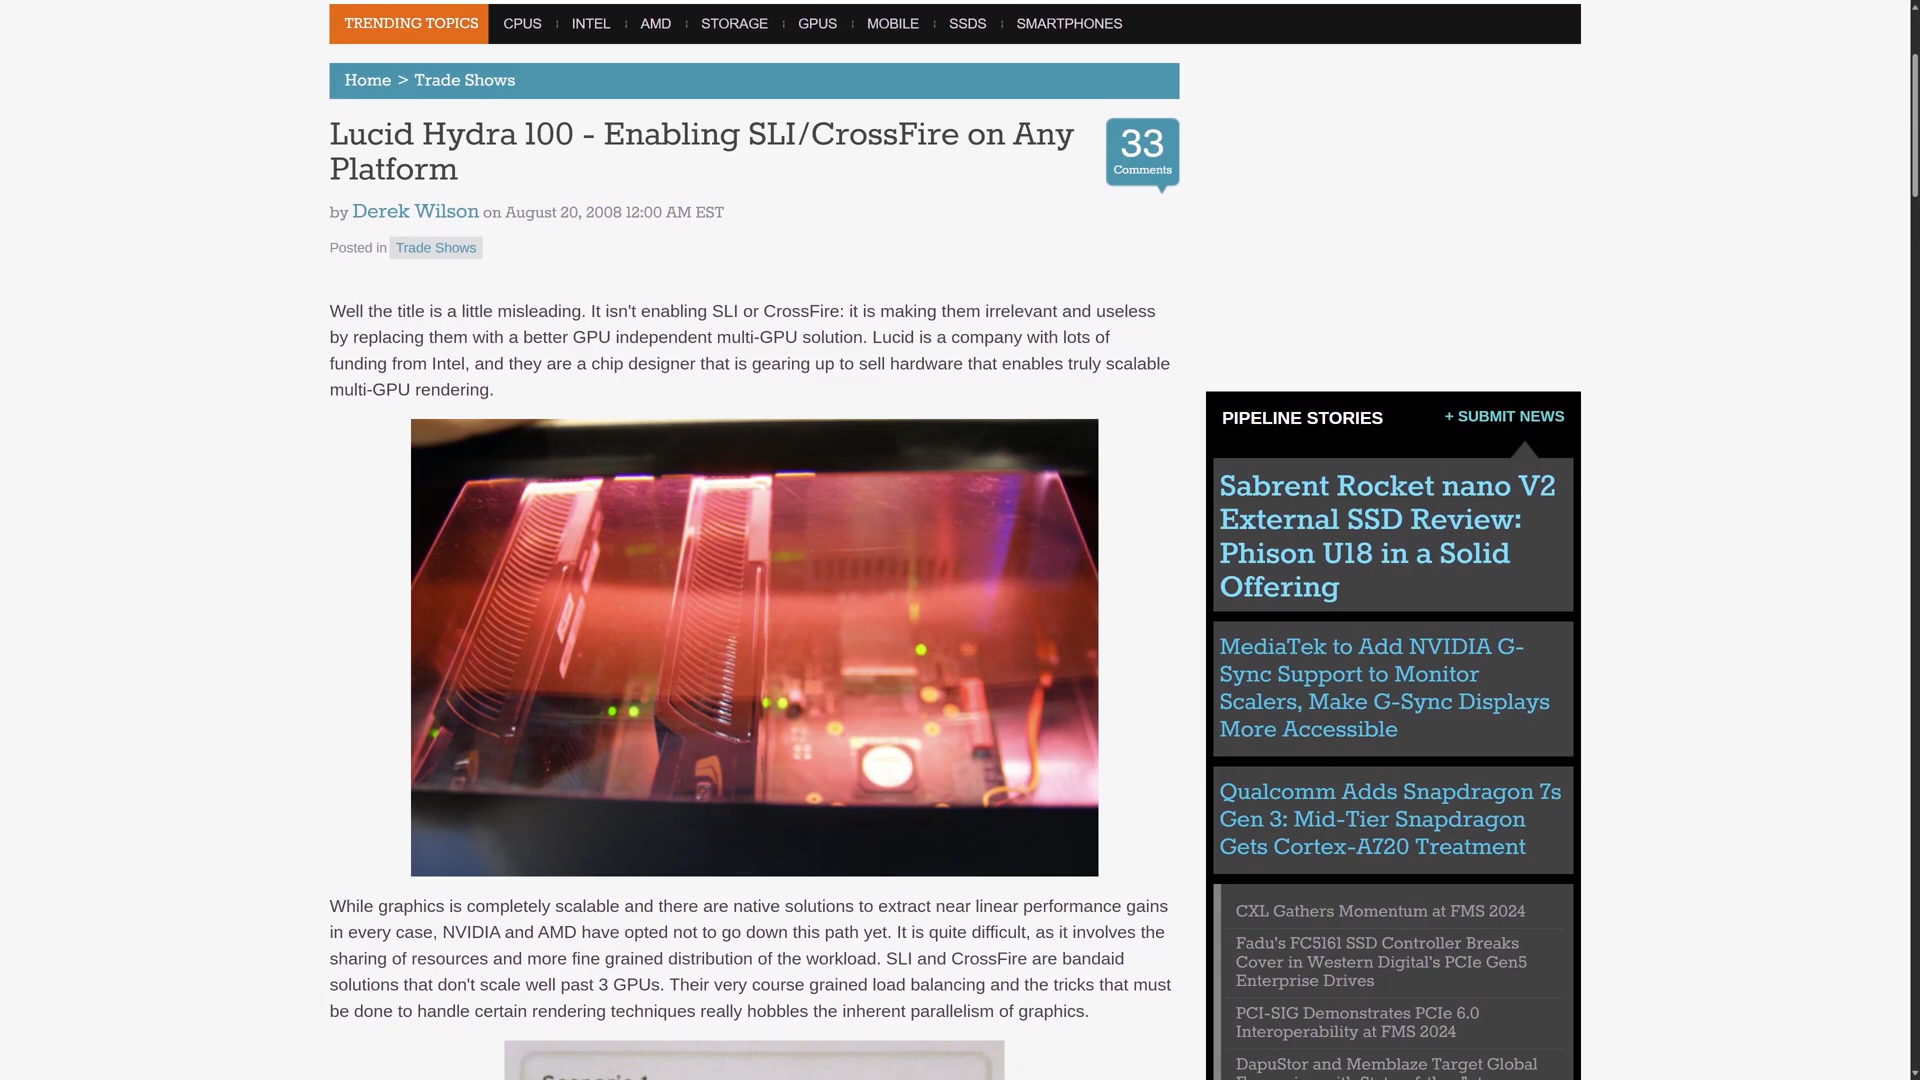 TRENDING TOPICS
CPUS
INTEL
AMD
STORAGE
GPUS
MOBILE
SSDS
SMARTPHONES
Home > Trade Shows
Lucid Hydra 100 - Enabling SLI/CrossFire on Any
Platform
33
Comments
by Derek Wilson on August 20, 2008 12:00 AM EST
Posted in Trade Shows
Well the title is a little misleading. It isn't enabling SLI or CrossFire: it is making them irrelevant and useless
by replacing them with a better GPU independent multi-GPU solution. Lucid is a company with lots of
funding from Intel, and they are a chip designer that is gearing up to sell hardware that enables truly scalable
multi-GPU rendering.
While graphics is completely scalable and there are native solutions to extract near linear performance gains
in every case, NVIDIA and AMD have opted not to go down this path yet. It is quite difficult, as it involves the
sharing of resources and more fine grained distribution of the workload. SLI and CrossFire are bandaid
solutions that don't scale well past 3 GPUs. Their very course grained load balancing and the tricks that must
be done to handle certain rendering techniques really hobbles the inherent parallelism of graphics.
PIPELINE STORIES
+ SUBMIT NEWS
Sabrent Rocket nano V2
External SSD Review:
Phison U18 in a Solid
Offering
MediaTek to Add NVIDIA G-
Sync Support to Monitor
Scalers, Make G-Sync Displays
More Accessible
Qualcomm Adds Snapdragon 7s
Gen 3: Mid-Tier Snapdragon
Gets Cortex-A720 Treatment
CXL Gathers Momentum at FMS 2024
Fadu's FC5161 SSD Controller Breaks
Cover in Western Digital's PCIe Gen5
Enterprise Drives
PCI-SIG Demonstrates PCIe 6.0
Interoperability at FMS 2024
DapuStor and Memblaze Target Global